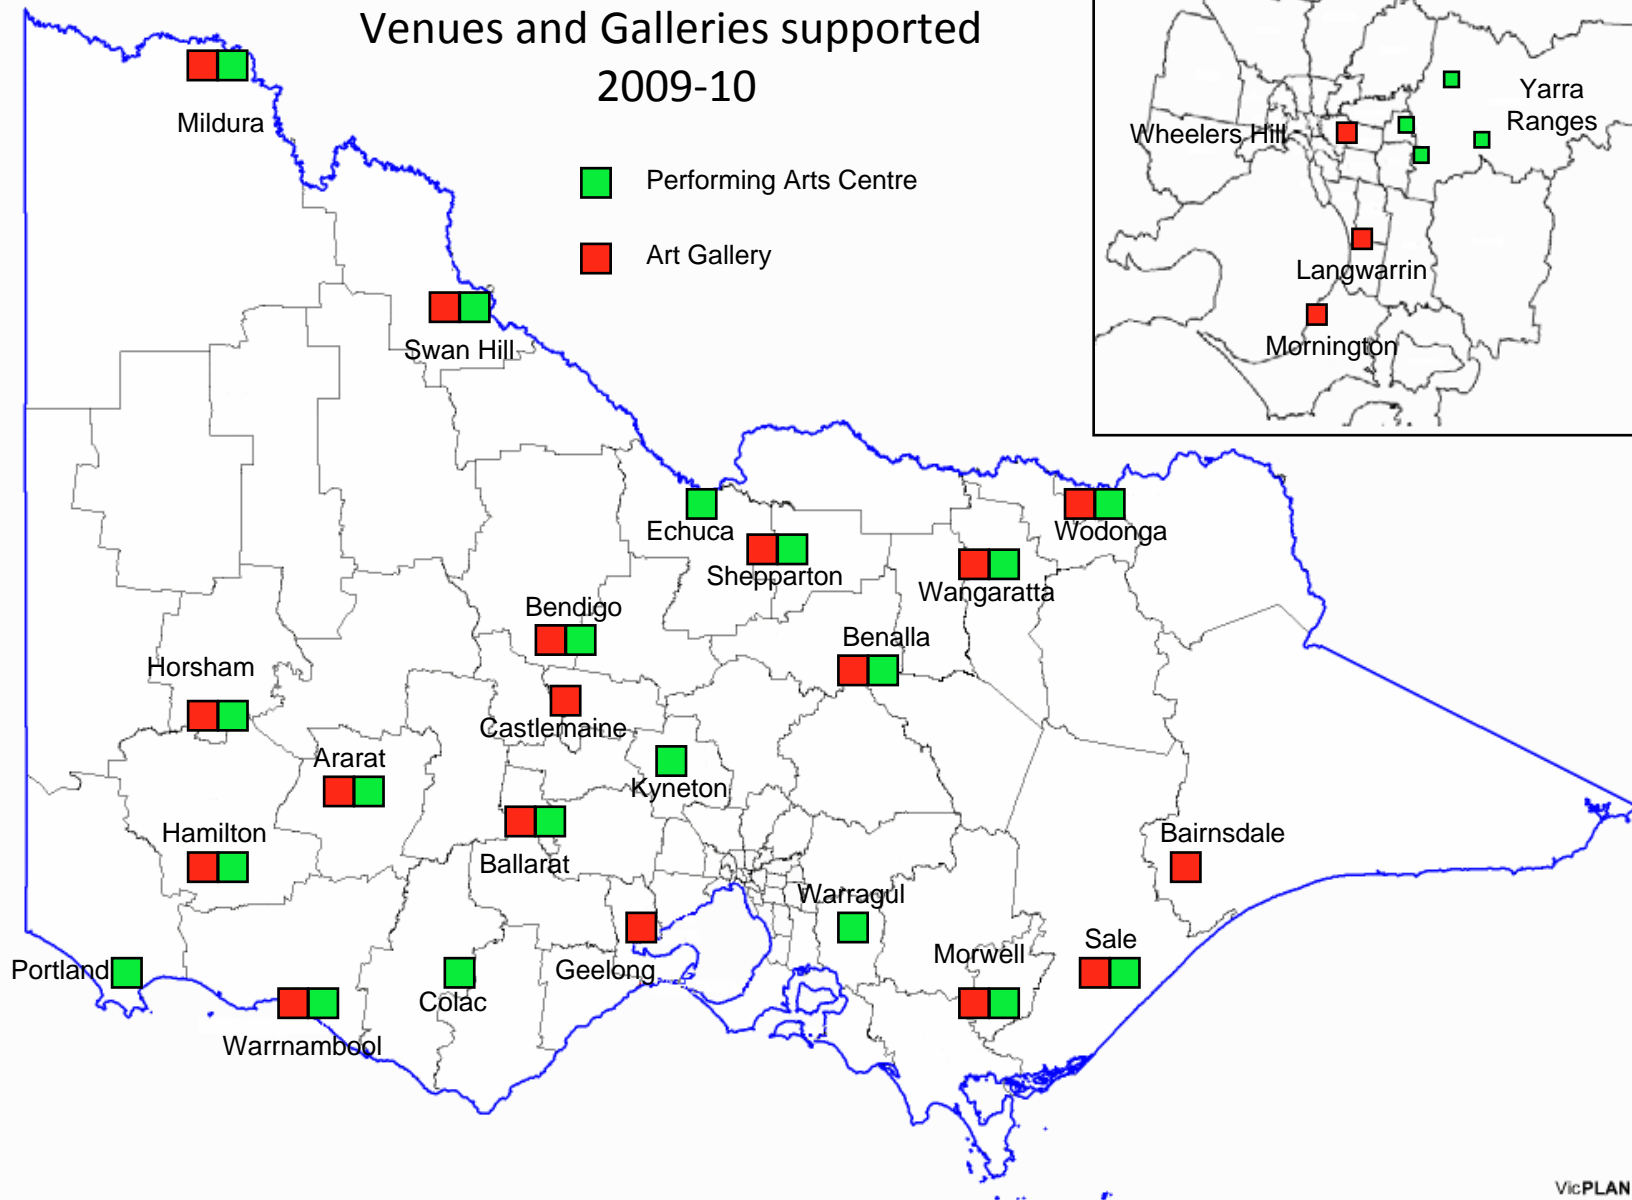 Venues and Galleries supported
2009-10
Mildura
Performing Arts Centre
Art Gallery
Swan Hill
Yarra
Ranges
Wheelers Hill
Langwarrin
Mornington
Echuca
Wodonga
Shepparton
Wangaratta
Bendigo
Benalla
Horsham
Castlemaine
Ararat
Kyneton
Hamilton
Ballarat
Bairnsdale
Warragul
Portland
Colac
Geelong
Morwell
Sale
Warrnambool
VicPLAN